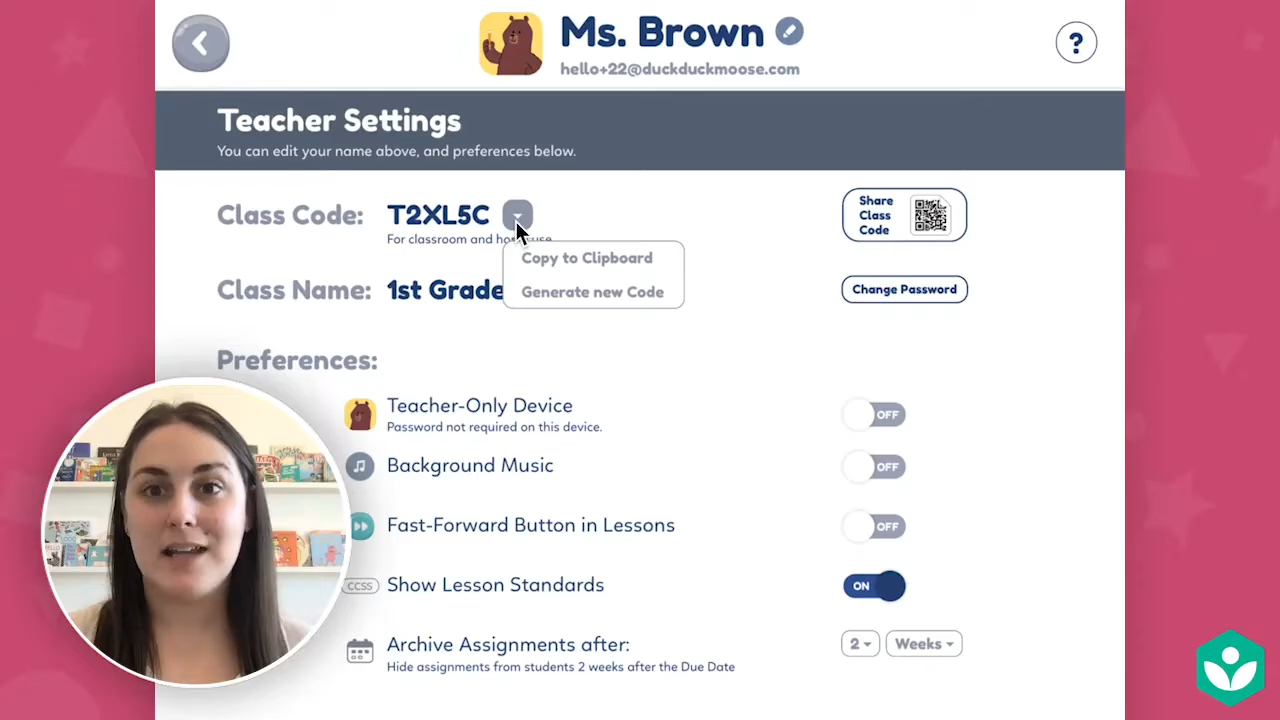 Ms. Brown
hello+22@duckduckmoose.com
?
Teacher Settings
You can edit your name above, and preferences below.
Class Code: T2XL5C
For classroom and
Share
Class
Code
Copy to Clipboard
Generate new Code
Class Name: 1st Grade
Change Password
Preferences:
Teacher-Only Device
Password not required on this device.
OFF
Background Music
OFF
Fast-Forward Button in Lessons
OFF
CCSS Show Lesson Standards
ON
Archive Assignments after:
Hide assignments from students 2 weeks after the Due Date
2 Weeks